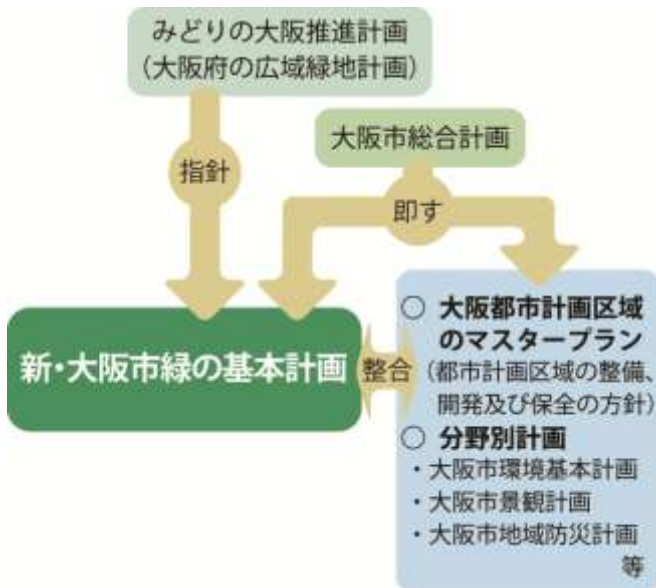 みどりの大阪推進計画
（大阪府の広域緑地計画）
大阪市総合計画
指針
即す
新・大阪市緑の基本計画
整合
○ 大阪都市計画区域
のマスタープラン
（都市計画区域の整備、
開発及び保全の方針）
○ 分野別計画
・大阪市環境基本計画
・大阪市景観計画
・大阪市地域防災計画
等